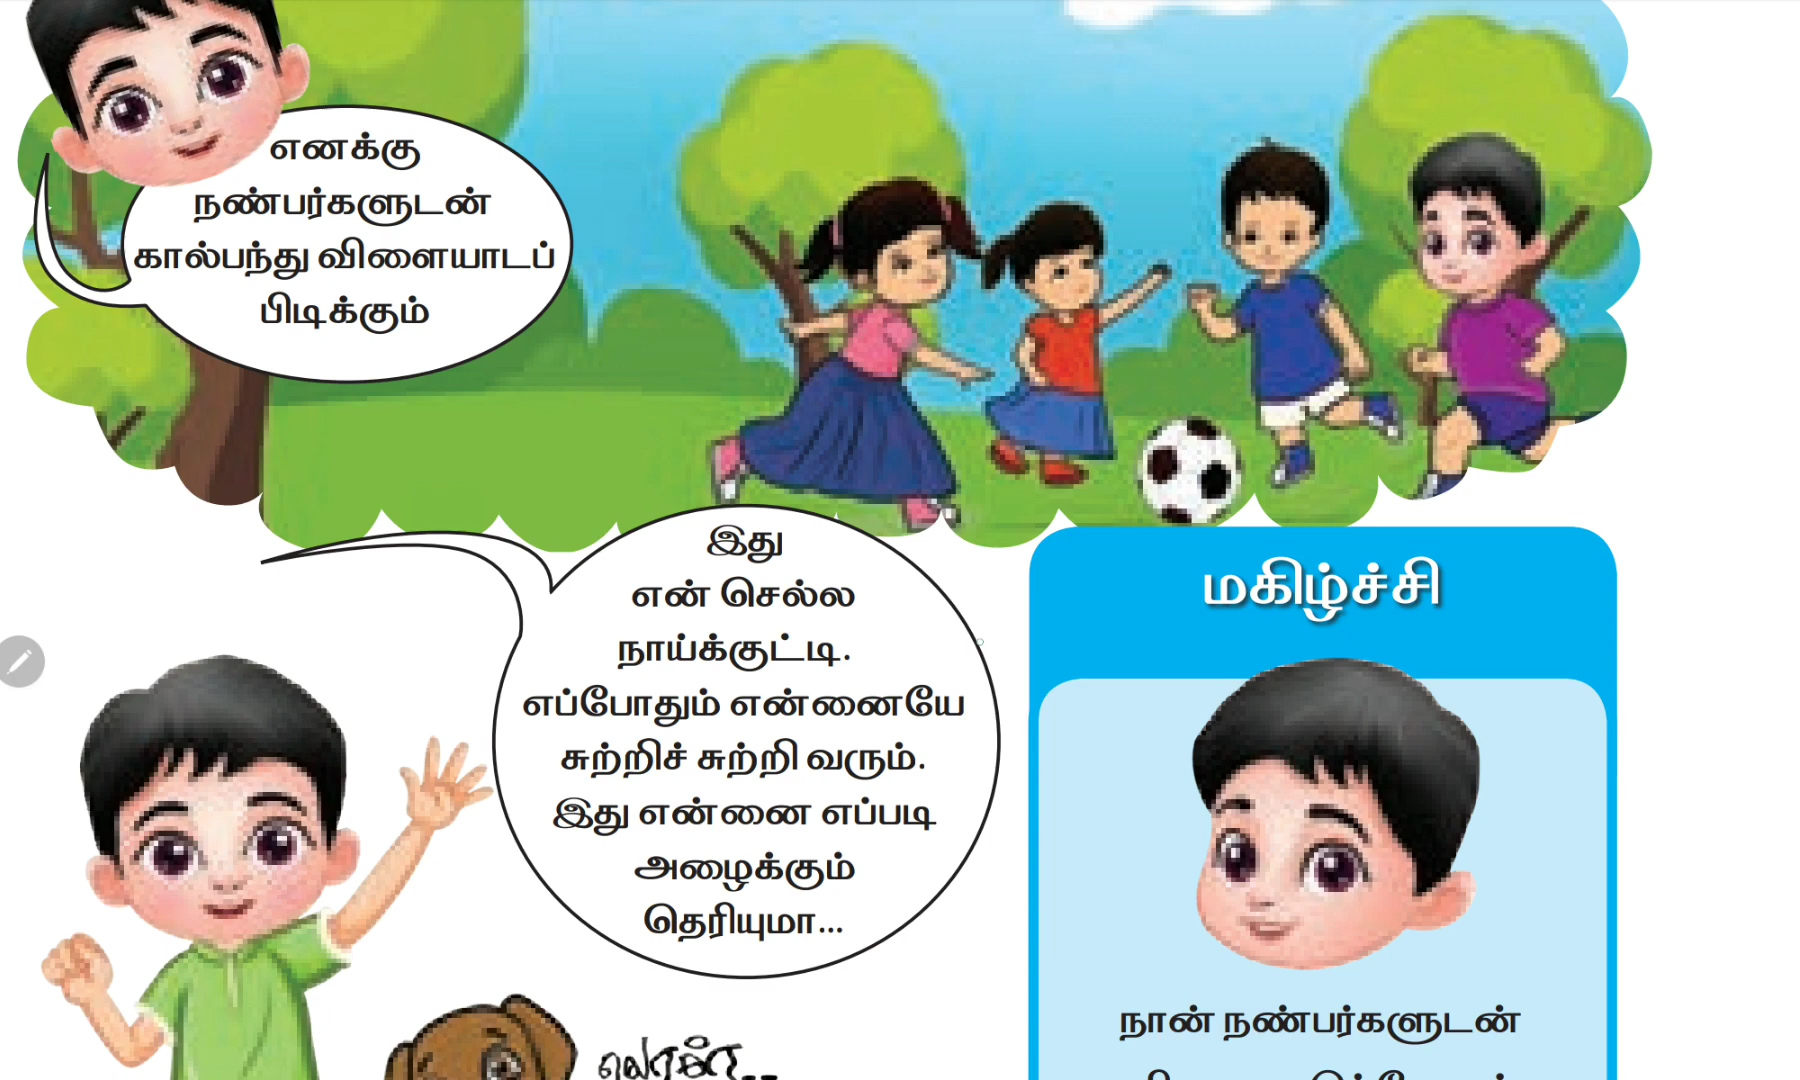 எனக்கு
நண்பர்களுடன்
கால்பந்து விளையாடப்
பிடிக்கும்
இது
என் செல்ல
நாய்க்குட்டி.
எப்போதும் என்னையே
சுற்றிச் சுற்றி வரும்.
இது என்னை எப்படி
அழைக்கும்
தெரியுமா...
மகிழ்ச்சி
நான் நண்பர்களுடன்